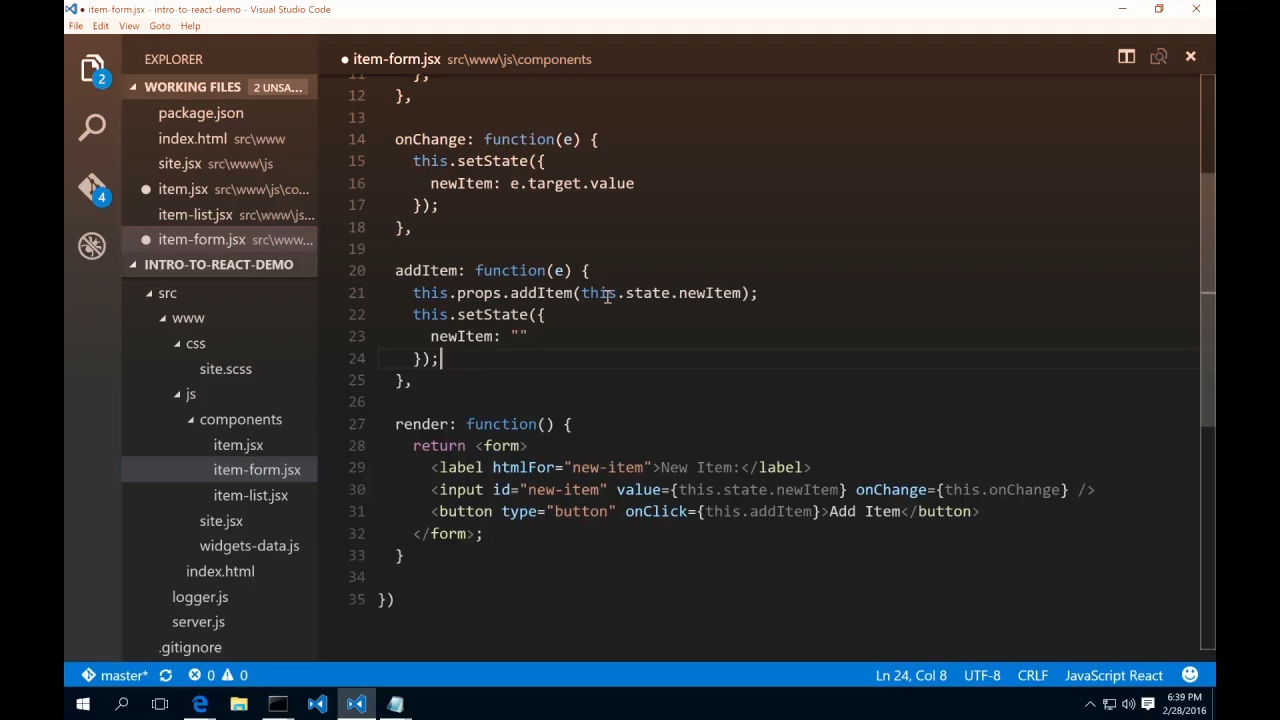 ● item-form.jsx - intro-to-react-demo - Visual Studio Code
File Edit View Goto Help
EXPLORER
2
4
WORKING FILES 2 UNSA...
package.json
index.html src\www
site.jsx src\www\js
● item.jsx src\www\js\co...
item-list.jsx src\www\js...
● item-form.jsx src\www...
INTRO-TO-REACT-DEMO
src
www
css
site.scss
js
components
item.jsx
item-form.jsx
item-list.jsx
site.jsx
widgets-data.js
index.html
logger.js
server.js
.gitignore
● item-form.jsx src\www\js\components
11 },
12 },
13
14 onChange: function(e) {
15 this.setState({
16 newItem: e.target.value
17 });
18 },
19
20 addItem: function(e) {
21 this.props.addItem(this.state.newItem);
22 this.setState({
23 newItem: ""
24 });
25 },
26
27 render: function() {
28 return <form>
29 <label htmlFor="new-item">New Item:</label>
30 <input id="new-item" value={this.state.newItem} onChange={this.onChange} />
31 <button type="button" onClick={this.addItem}>Add Item</button>
32 </form>;
33 }
34
35 })
master* 0 0 Ln 24, Col 8 UTF-8 CRLF JavaScript React
6:39 PM
2/28/2016